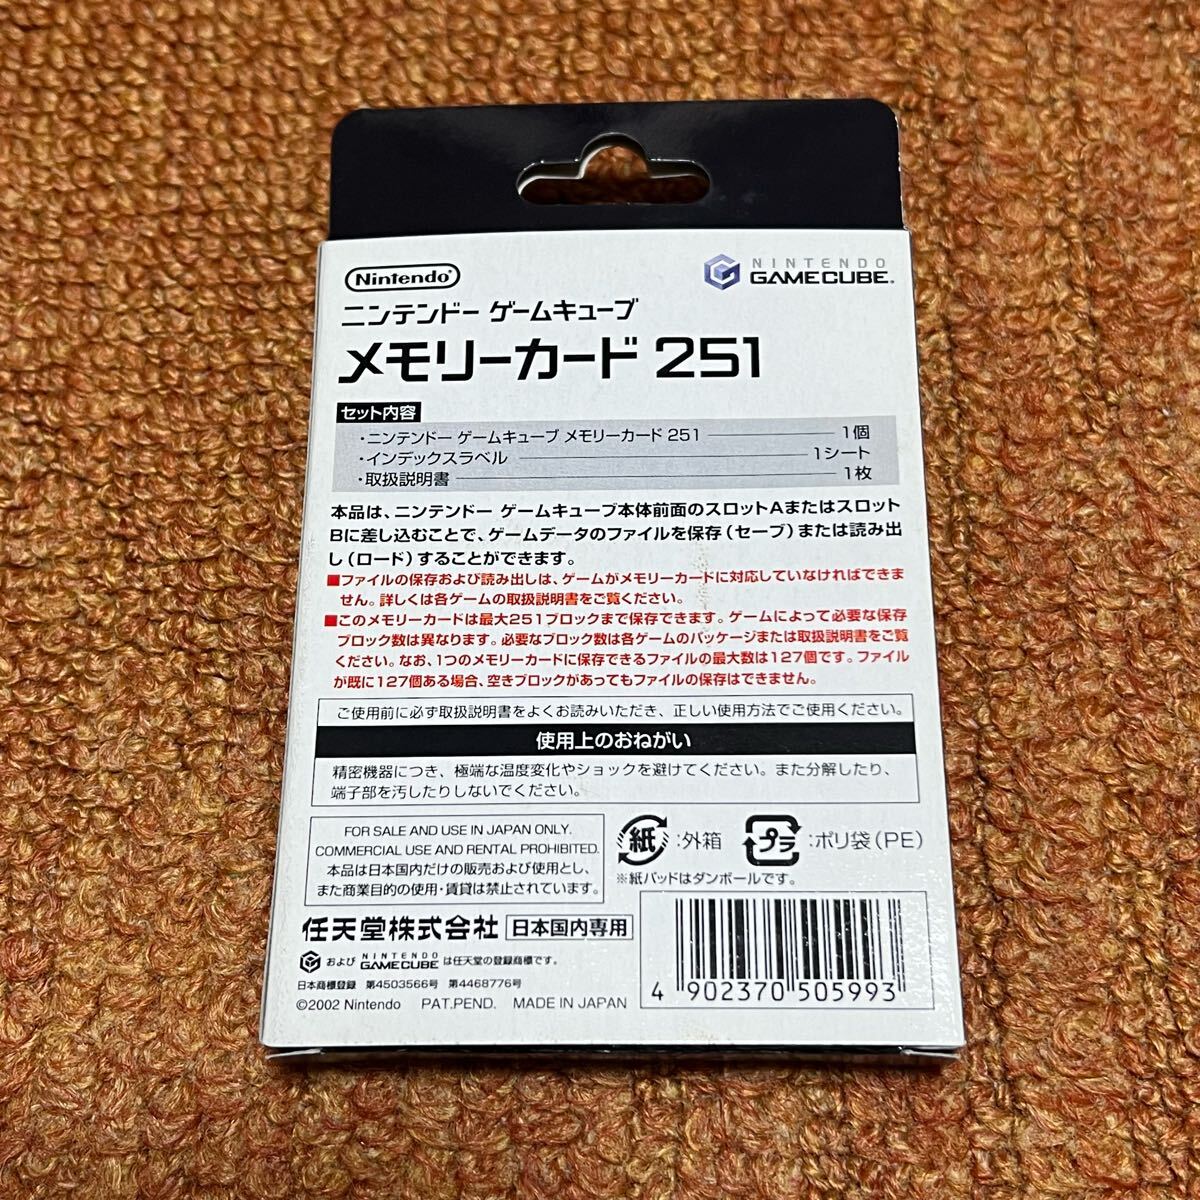 Nintendo
NINTENDO
GAMECUBE
ニンテンドー ゲームキューブ
メモリーカード 251
セット内容
・ニンテンドー ゲームキューブ メモリーカード 251 1個
・インデックスラベル 1シート
・取扱説明書 1枚
本品は、ニンテンドー ゲームキューブ本体前面のスロットAまたはスロット
Bに差し込むことで、ゲームデータのファイルを保存(セーブ)または読み出
し(ロード)することができます。
■ファイルの保存および読み出しは、ゲームがメモリーカードに対応していなければできま
せん。詳しくは各ゲームの取扱説明書をご覧ください。
■このメモリーカードは最大251ブロックまで保存できます。ゲームによって必要な保存
ブロック数は異なります。必要なブロック数は各ゲームのパッケージまたは取扱説明書をご覧
ください。なお、1つのメモリーカードに保存できるファイルの最大数は127個です。ファイル
が既に127個ある場合、空きブロックがあってもファイルの保存はできません。
ご使用前に必ず取扱説明書をよくお読みいただき、正しい使用方法でご使用ください。
使用上のおねがい
精密機器につき、極端な温度変化やショックを避けてください。また分解したり、
端子部を汚したりしないでください。
FOR SALE AND USE IN JAPAN ONLY.
COMMERCIAL USE AND RENTAL PROHIBITED.
本品は日本国内だけの販売および使用とし、
また商業目的の使用・賃貸は禁止されています。
紙 :外箱 プラ :ポリ袋(PE)
※紙パッドはダンボールです。
任天堂株式会社 日本国内専用
および NINTENDO GAMECUBE は任天堂の登録商標です。
日本商標登録 第4503566号 第4468776号
©2002 Nintendo PAT.PEND. MADE IN JAPAN
4 902370 505993